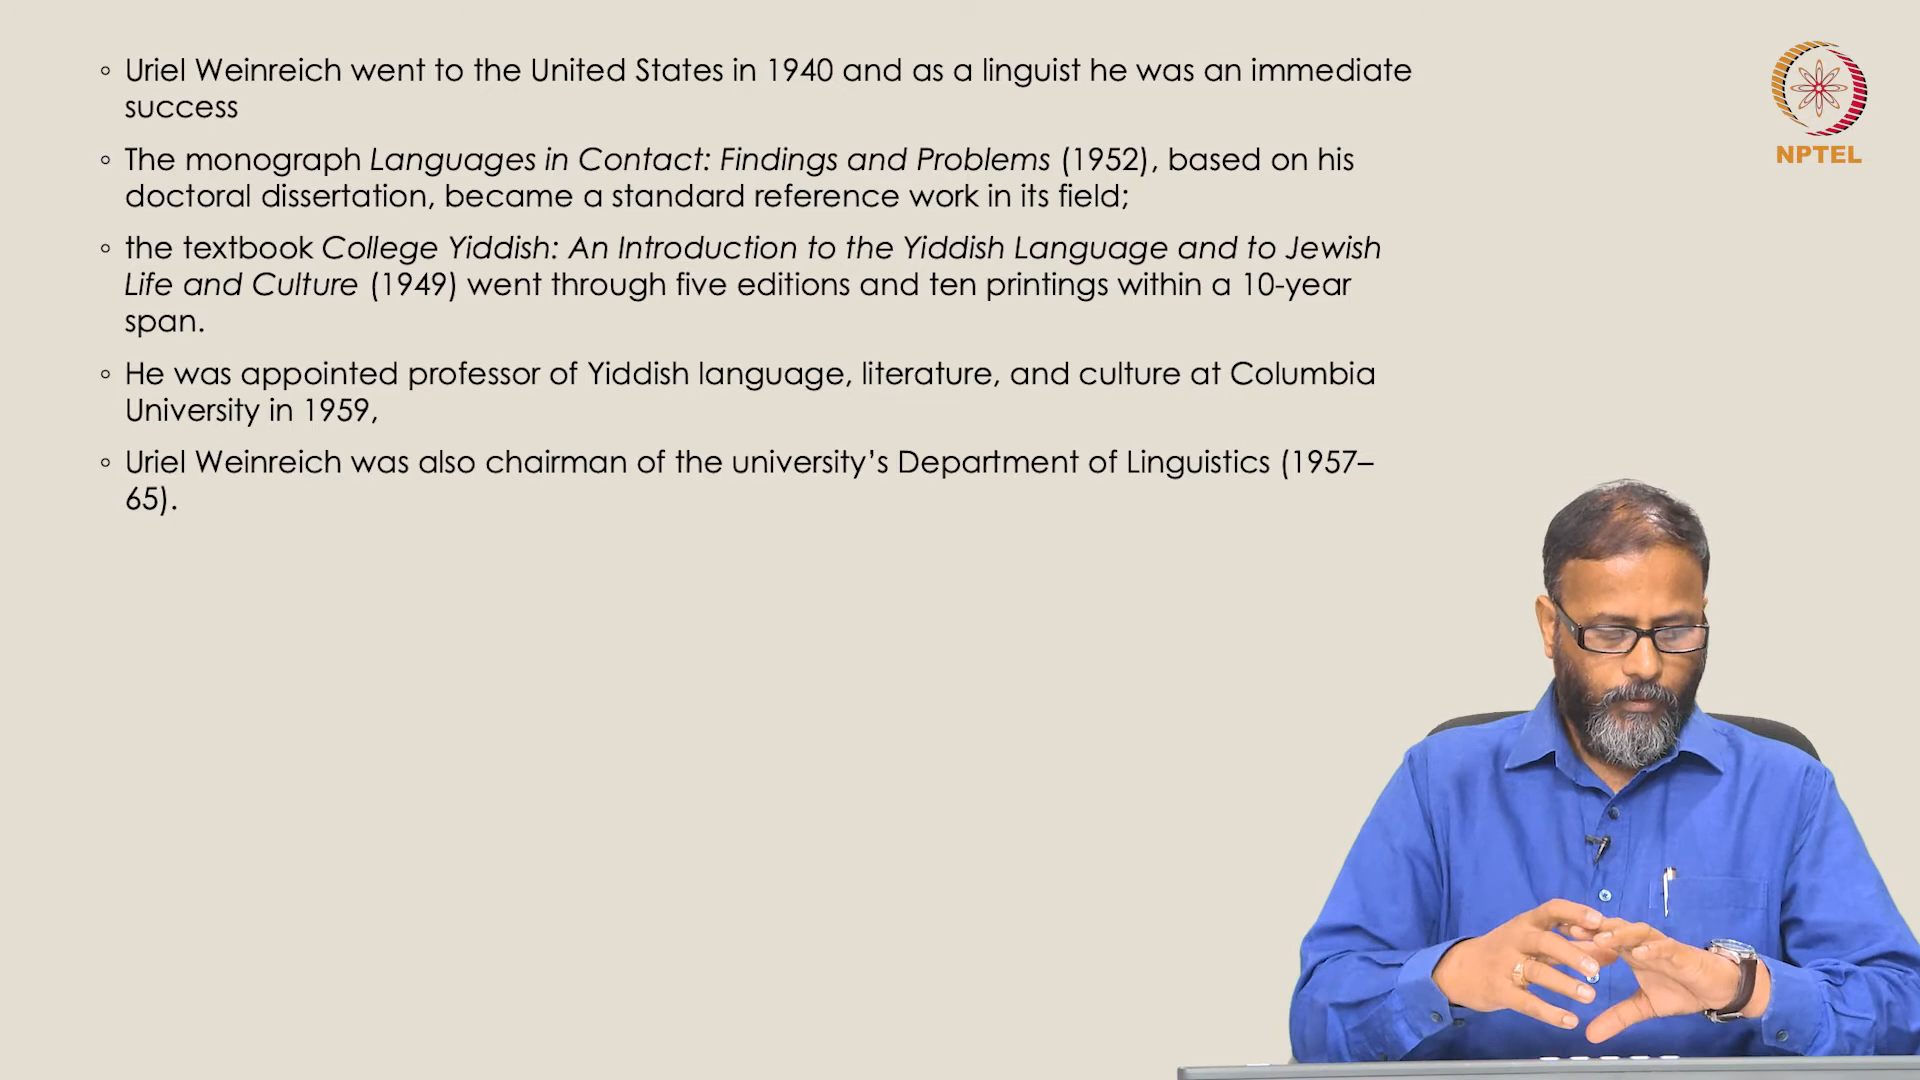 Uriel Weinreich went to the United States in 1940 and as a linguist he was an immediate
success
The monograph Languages in Contact: Findings and Problems (1952), based on his
doctoral dissertation, became a standard reference work in its field;
the textbook College Yiddish: An Introduction to the Yiddish Language and to Jewish
Life and Culture (1949) went through five editions and ten printings within a 10-year
span.
He was appointed professor of Yiddish language, literature, and culture at Columbia
University in 1959,
Uriel Weinreich was also chairman of the university’s Department of Linguistics (1957–
65).
NPTEL